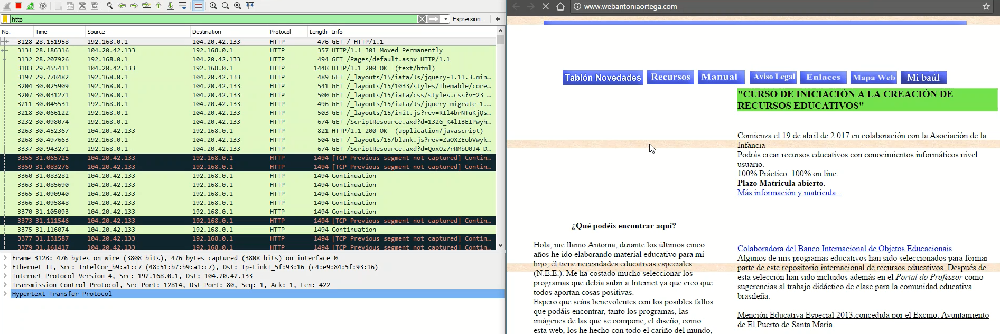 http
Expression...
+
No. Time Source Destination Protocol Length Info
3128 28.151958 192.168.0.1 104.20.42.133 HTTP 476 GET / HTTP/1.1
3131 28.186316 104.20.42.133 192.168.0.1 HTTP 357 HTTP/1.1 301 Moved Permanently
3132 28.207926 192.168.0.1 104.20.42.133 HTTP 494 GET /Pages/default.aspx HTTP/1.1
3183 29.455411 104.20.42.133 192.168.0.1 HTTP 1448 HTTP/1.1 200 OK (text/html)
3197 29.778482 192.168.0.1 104.20.42.133 HTTP 489 GET /_layouts/15/iata/Js/jquery-1.11.3.min…
3204 30.025909 192.168.0.1 104.20.42.133 HTTP 541 GET /_layouts/15/1033/styles/Themable/core…
3207 30.031271 192.168.0.1 104.20.42.133 HTTP 500 GET /_layouts/15/iata/css/styles.css?v=23 …
3211 30.045531 192.168.0.1 104.20.42.133 HTTP 496 GET /_layouts/15/iata/Js/jquery-migrate-1.…
3218 30.066122 192.168.0.1 104.20.42.133 HTTP 503 GET /_layouts/15/init.js?rev=RIl4brNTuKjQs…
3232 30.098074 192.168.0.1 104.20.42.133 HTTP 674 GET /ScriptResource.axd?d=132G_K4lIBEIPwyh…
3263 30.452367 104.20.42.133 192.168.0.1 HTTP 821 HTTP/1.1 200 OK (application/javascript)
3268 30.497663 192.168.0.1 104.20.42.133 HTTP 504 GET /_layouts/15/blank.js?rev=ZaOXZEobVwyk…
3337 30.943271 192.168.0.1 104.20.42.133 HTTP 674 GET /ScriptResource.axd?d=QoxOz7rRMbU0J4_D…
3355 31.065725 104.20.42.133 192.168.0.1 HTTP 1494 [TCP Previous segment not captured] Contin…
3359 31.083276 104.20.42.133 192.168.0.1 HTTP 1494 [TCP Previous segment not captured] Contin…
3360 31.083281 104.20.42.133 192.168.0.1 HTTP 1494 Continuation
3363 31.085690 104.20.42.133 192.168.0.1 HTTP 1494 Continuation
3365 31.090940 104.20.42.133 192.168.0.1 HTTP 1494 Continuation
3366 31.095848 104.20.42.133 192.168.0.1 HTTP 1494 Continuation
3370 31.105093 104.20.42.133 192.168.0.1 HTTP 1494 Continuation
3373 31.111546 104.20.42.133 192.168.0.1 HTTP 1494 [TCP Previous segment not captured] Contin…
3375 31.116074 104.20.42.133 192.168.0.1 HTTP 1494 Continuation
3377 31.131587 104.20.42.133 192.168.0.1 HTTP 1494 [TCP Previous segment not captured] Contin…
3379 31.161417 104.20.42.133 192.168.0.1 HTTP 1494 [TCP Previous segment not captured] Contin…
Frame 3128: 476 bytes on wire (3808 bits), 476 bytes captured (3808 bits) on interface 0
Ethernet II, Src: IntelCor_b9:a1:c7 (48:51:b7:b9:a1:c7), Dst: Tp-LinkT_5f:93:16 (c4:e9:84:5f:93:16)
Internet Protocol Version 4, Src: 192.168.0.1, Dst: 104.20.42.133
Transmission Control Protocol, Src Port: 12814, Dst Port: 80, Seq: 1, Ack: 1, Len: 422
Hypertext Transfer Protocol
www.webantoniaortega.com
Tablón Novedades Recursos Manual Aviso Legal Enlaces Mapa Web Mi baúl
"CURSO DE INICIACIÓN A LA CREACIÓN DE
RECURSOS EDUCATIVOS"
Comienza el 19 de abril de 2.017 en colaboración con la Asociación de la
Infancia
Podrás crear recursos educativos con conocimientos informáticos nivel
usuario.
100% Práctico. 100% on line.
Plazo Matrícula abierto.
Más información y matrícula...
¿Qué podéis encontrar aquí?
Hola, me llamo Antonia, durante los últimos cinco
años he ido elaborando material educativo para mi
hijo, él tiene necesidades educativas especiales
(N.E.E.). Me ha costado mucho seleccionar los
programas que debía subir a Internet ya que creo que
todos aportan cosas positivas.
Espero que seáis benevolentes con los posibles fallos
que podáis encontrar, tanto los programas, las
imágenes de las que se compone, el diseño, como
esta web, los he hecho con todo el cariño del mundo,
Colaboradora del Banco Internacional de Objetos Educacionais
Algunos de mis programas educativos han sido seleccionados para formar
parte de este repositorio internacional de recursos educativos. Después de
esta selección han sido incluidos además en el Portal do Professor como
sugerencias al trabajo didáctico de clase para la comunidad educativa
brasileña.
Mención Educativa Especial 2013,concedida por el Excmo. Ayuntamiento
de El Puerto de Santa María.